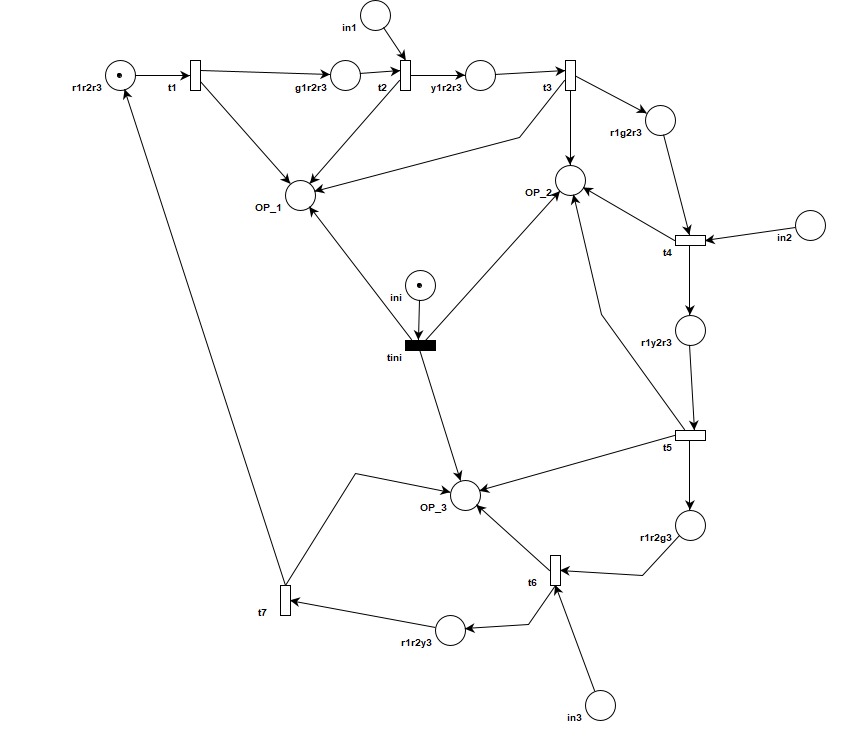 in1
r1r2r3
t1
g1r2r3
t2
y1r2r3
t3
r1g2r3
OP_1
OP_2
in2
t4
ini
r1y2r3
tini
t5
OP_3
r1r2g3
t6
t7
r1r2y3
in3